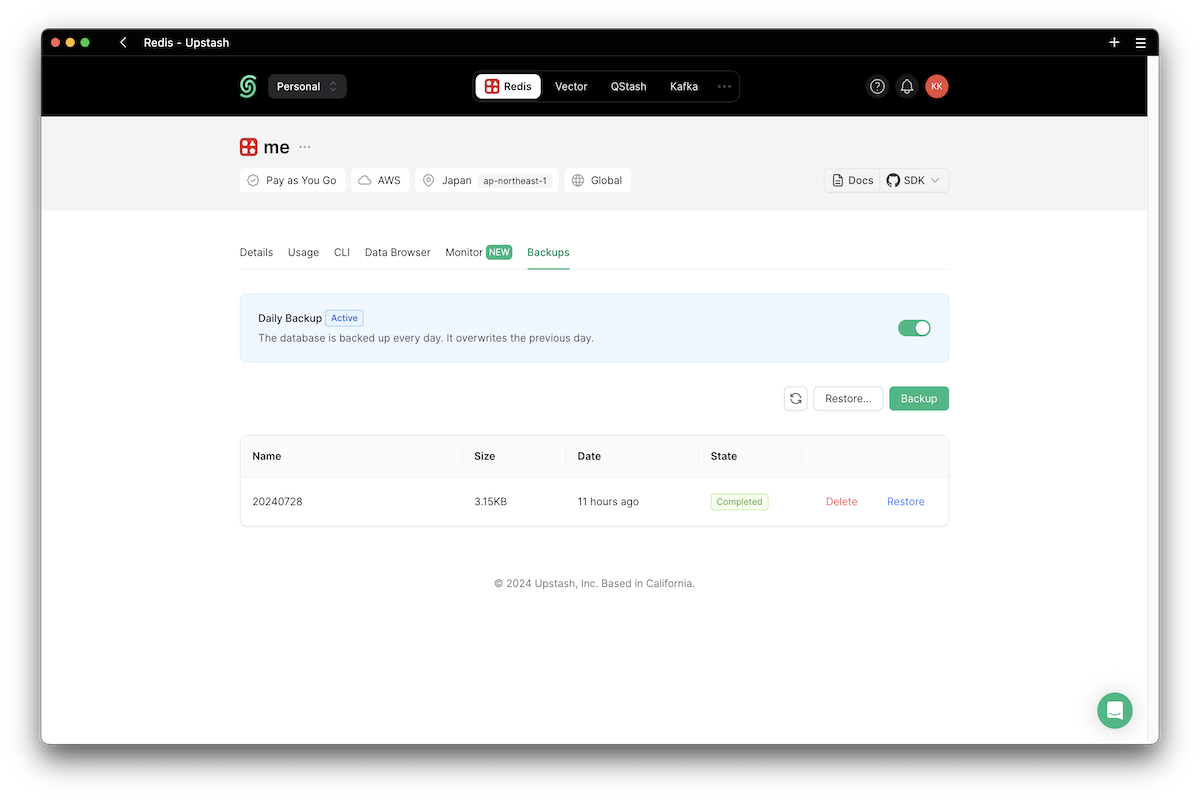 Redis - Upstash
Personal
Redis Vector QStash Kafka
KK
me
Pay as You Go AWS Japan ap-northeast-1 Global
Docs SDK
Details Usage CLI Data Browser Monitor NEW Backups
Daily Backup Active
The database is backed up every day. It overwrites the previous day.
Restore... Backup
Name Size Date State
20240728 3.15KB 11 hours ago Completed Delete Restore
© 2024 Upstash, Inc. Based in California.